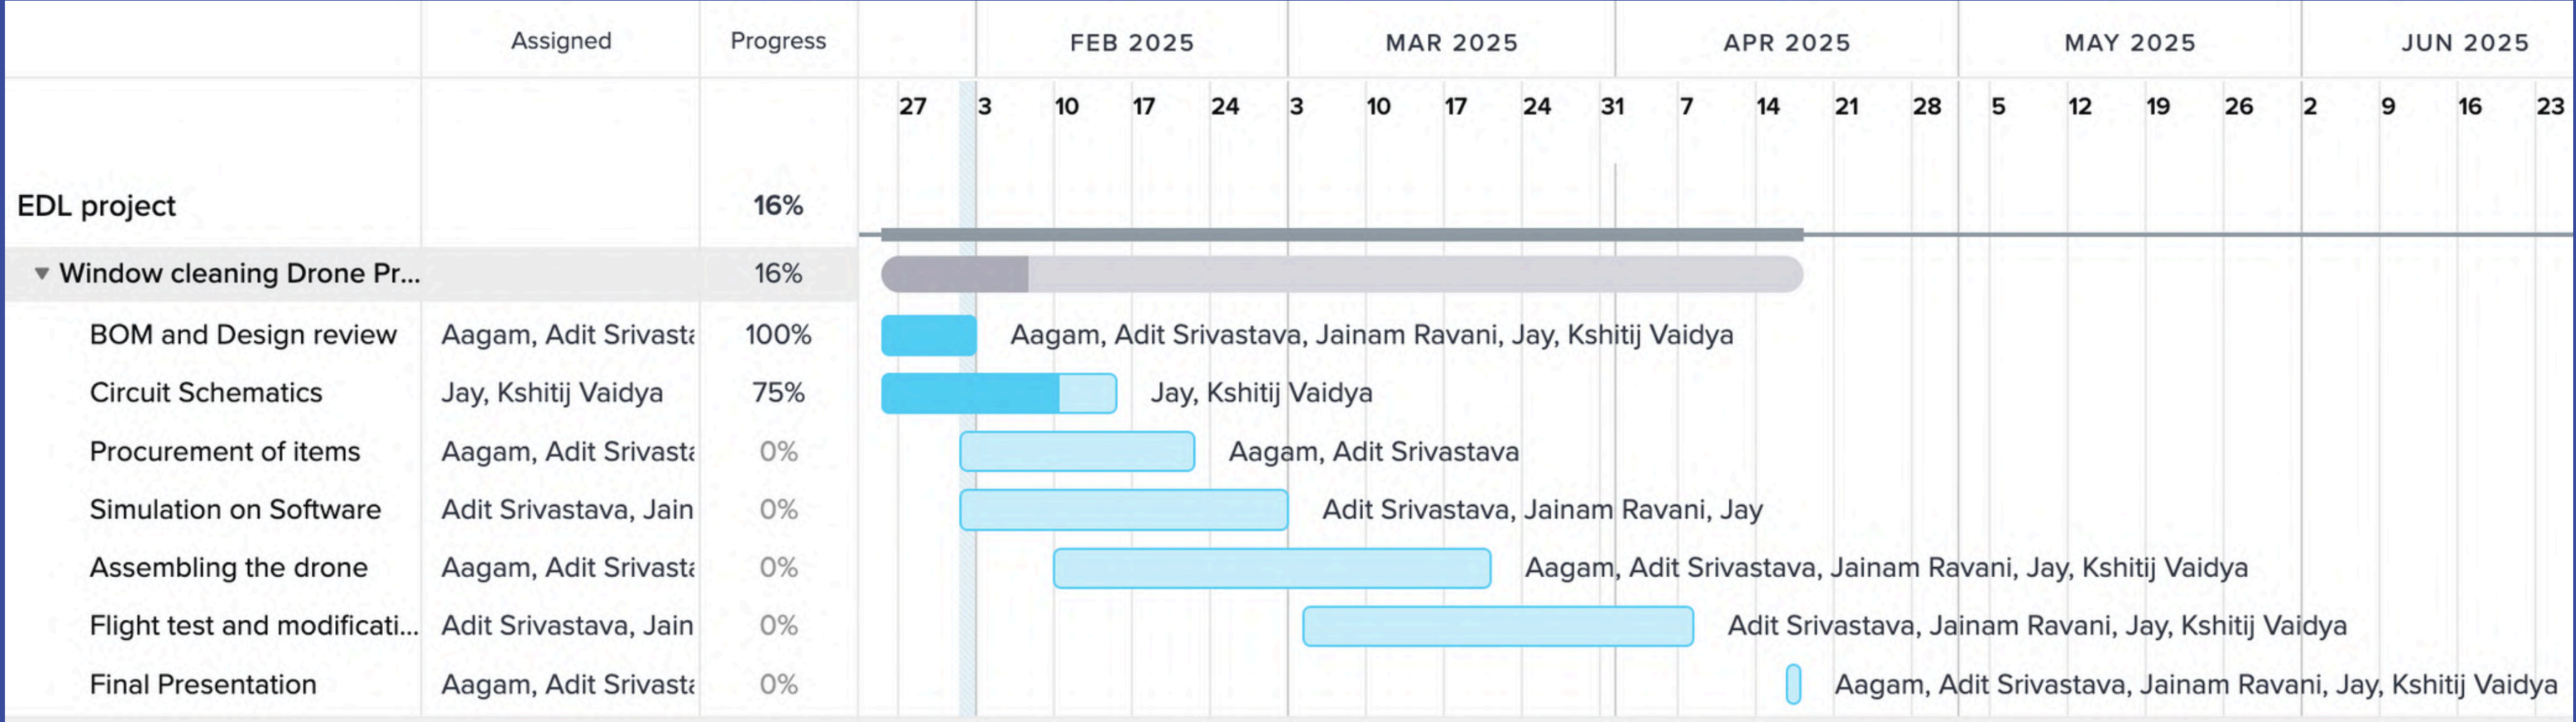 Assigned Progress FEB 2025 MAR 2025 APR 2025 MAY 2025 JUN 2025
27 3 10 17 24 3 10 17 24 31 7 14 21 28 5 12 19 26 2 9 16 23
EDL project 16%
Window cleaning Drone Pr... 16%
BOM and Design review Aagam, Adit Srivasta 100% Aagam, Adit Srivastava, Jainam Ravani, Jay, Kshitij Vaidya
Circuit Schematics Jay, Kshitij Vaidya 75% Jay, Kshitij Vaidya
Procurement of items Aagam, Adit Srivasta 0% Aagam, Adit Srivastava
Simulation on Software Adit Srivastava, Jain 0% Adit Srivastava, Jainam Ravani, Jay
Assembling the drone Aagam, Adit Srivasta 0% Aagam, Adit Srivastava, Jainam Ravani, Jay, Kshitij Vaidya
Flight test and modificati... Adit Srivastava, Jain 0% Adit Srivastava, Jainam Ravani, Jay, Kshitij Vaidya
Final Presentation Aagam, Adit Srivasta 0% Aagam, Adit Srivastava, Jainam Ravani, Jay, Kshitij Vaidya